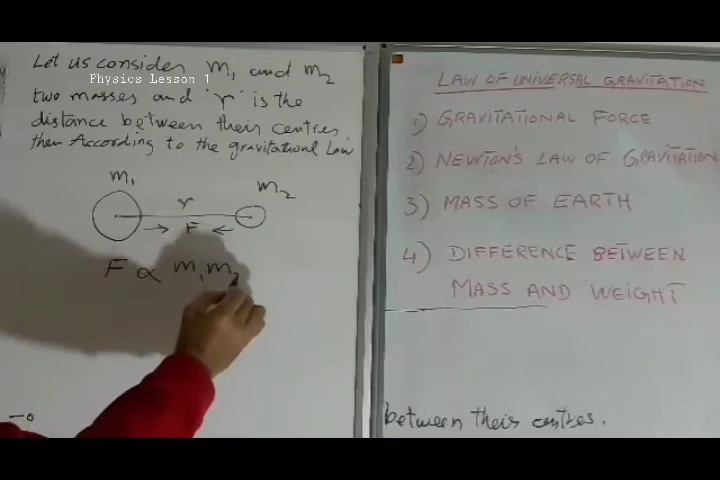 Let us consider m₁ and m₂
Physics Lesson 1
two masses and 'r' is the
distance between their centres
then According to the gravitational Law
m₁
m₂
r
F
F ∝ m₁m₂
LAW OF UNIVERSAL GRAVITATION
1) GRAVITATIONAL FORCE
2) NEWTON'S LAW OF GRAVITATION
3) MASS OF EARTH
4) DIFFERENCE BETWEEN
MASS AND WEIGHT
between their centres.